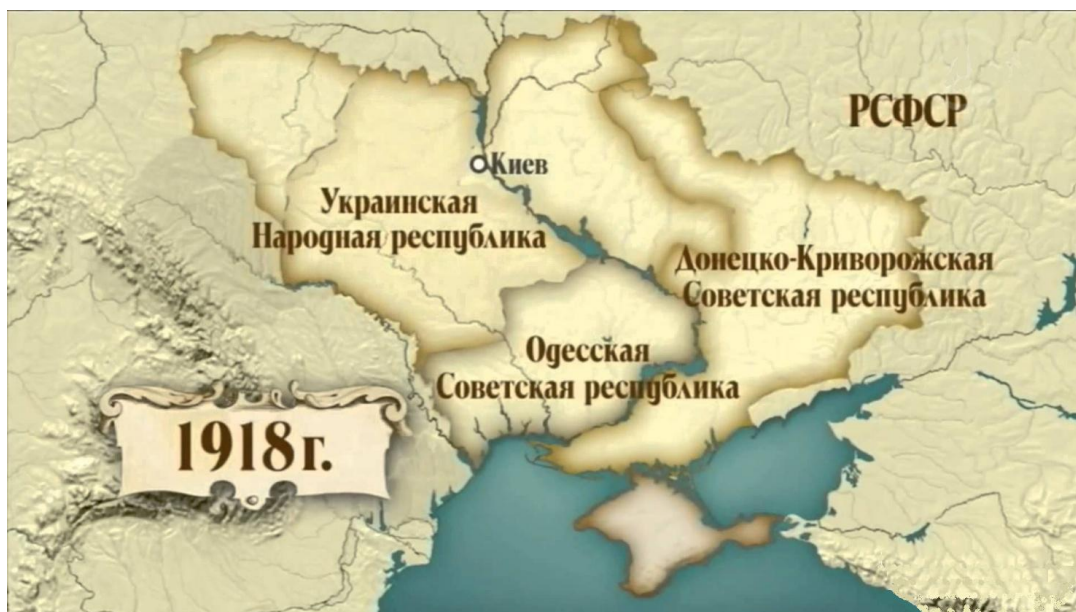 РСФСР
Киев
Украинская
Народная республика
Донецко-Криворожская
Советская республика
Одесская
Советская республика
1918г.